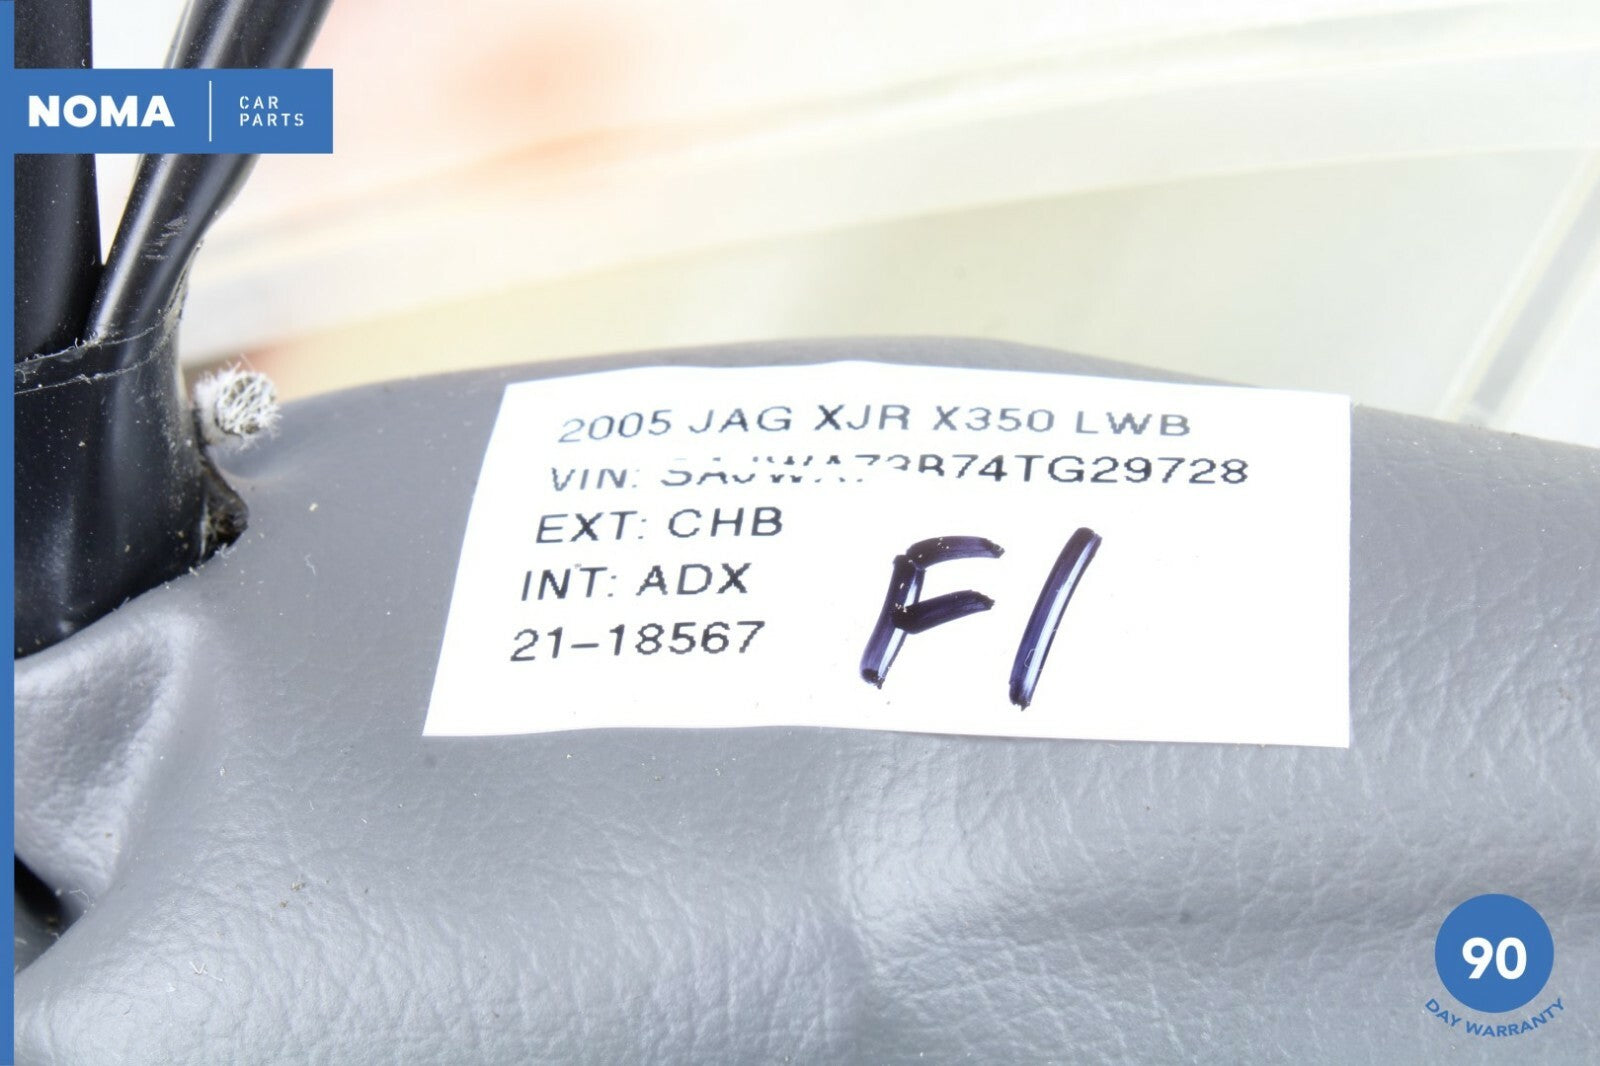 NOMA
CAR
PARTS
2005 JAG XJR X350 LWB
VIN: SAJWA73B74TG29728
EXT: CHB
INT: ADX
21-18567
F1
90
DAY WARRANTY